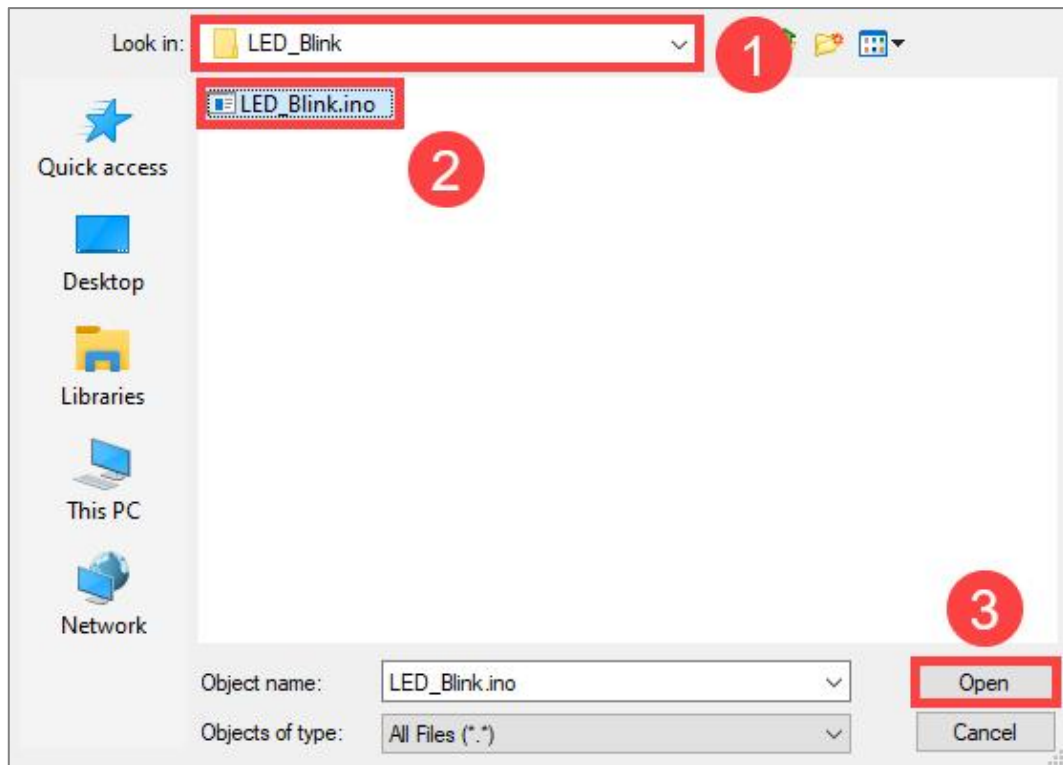 Look in:
LED_Blink
1
LED_Blink.ino
2
Quick access
Desktop
Libraries
This PC
Network
3
Object name:
LED_Blink.ino
Open
Objects of type:
All Files (*.*)
Cancel